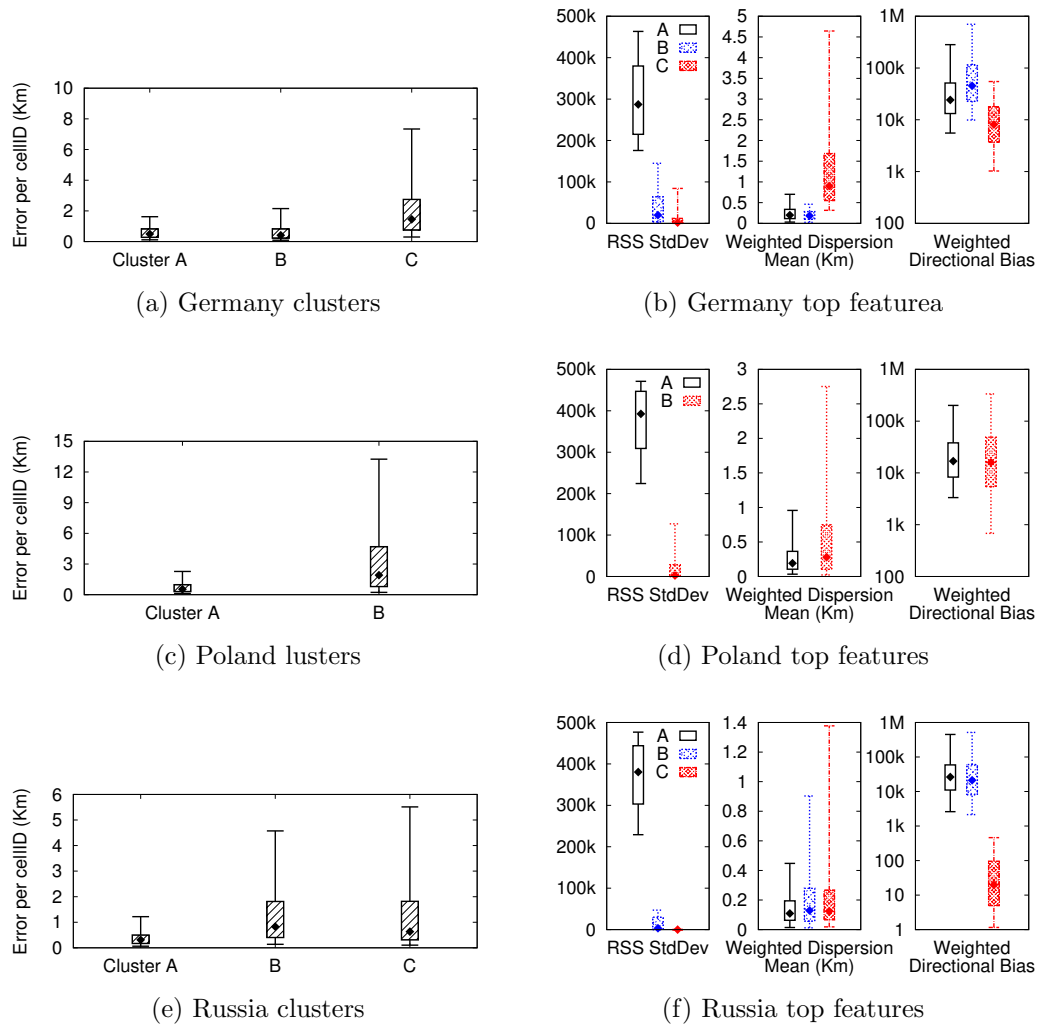 10
8
6
4
2
0
Error per cellID (Km)
Cluster A B C
(a) Germany clusters
500k
400k
300k
200k
100k
0
A
B
C
RSS StdDev
5
4.5
4
3.5
3
2.5
2
1.5
1
0.5
0
Weighted Dispersion
Mean (Km)
1M
100k
10k
1k
100
Weighted
Directional Bias
(b) Germany top featurea
15
12
9
6
3
0
Error per cellID (Km)
Cluster A B
(c) Poland lusters
500k
400k
300k
200k
100k
0
A
B
RSS StdDev
3
2.5
2
1.5
1
0.5
0
Weighted Dispersion
Mean (Km)
1M
100k
10k
1k
100
Weighted
Directional Bias
(d) Poland top features
6
5
4
3
2
1
0
Error per cellID (Km)
Cluster A B C
(e) Russia clusters
500k
400k
300k
200k
100k
0
A
B
C
RSS StdDev
1.4
1.2
1
0.8
0.6
0.4
0.2
0
Weighted Dispersion
Mean (Km)
1M
100k
10k
1k
100
10
1
Weighted
Directional Bias
(f) Russia top features